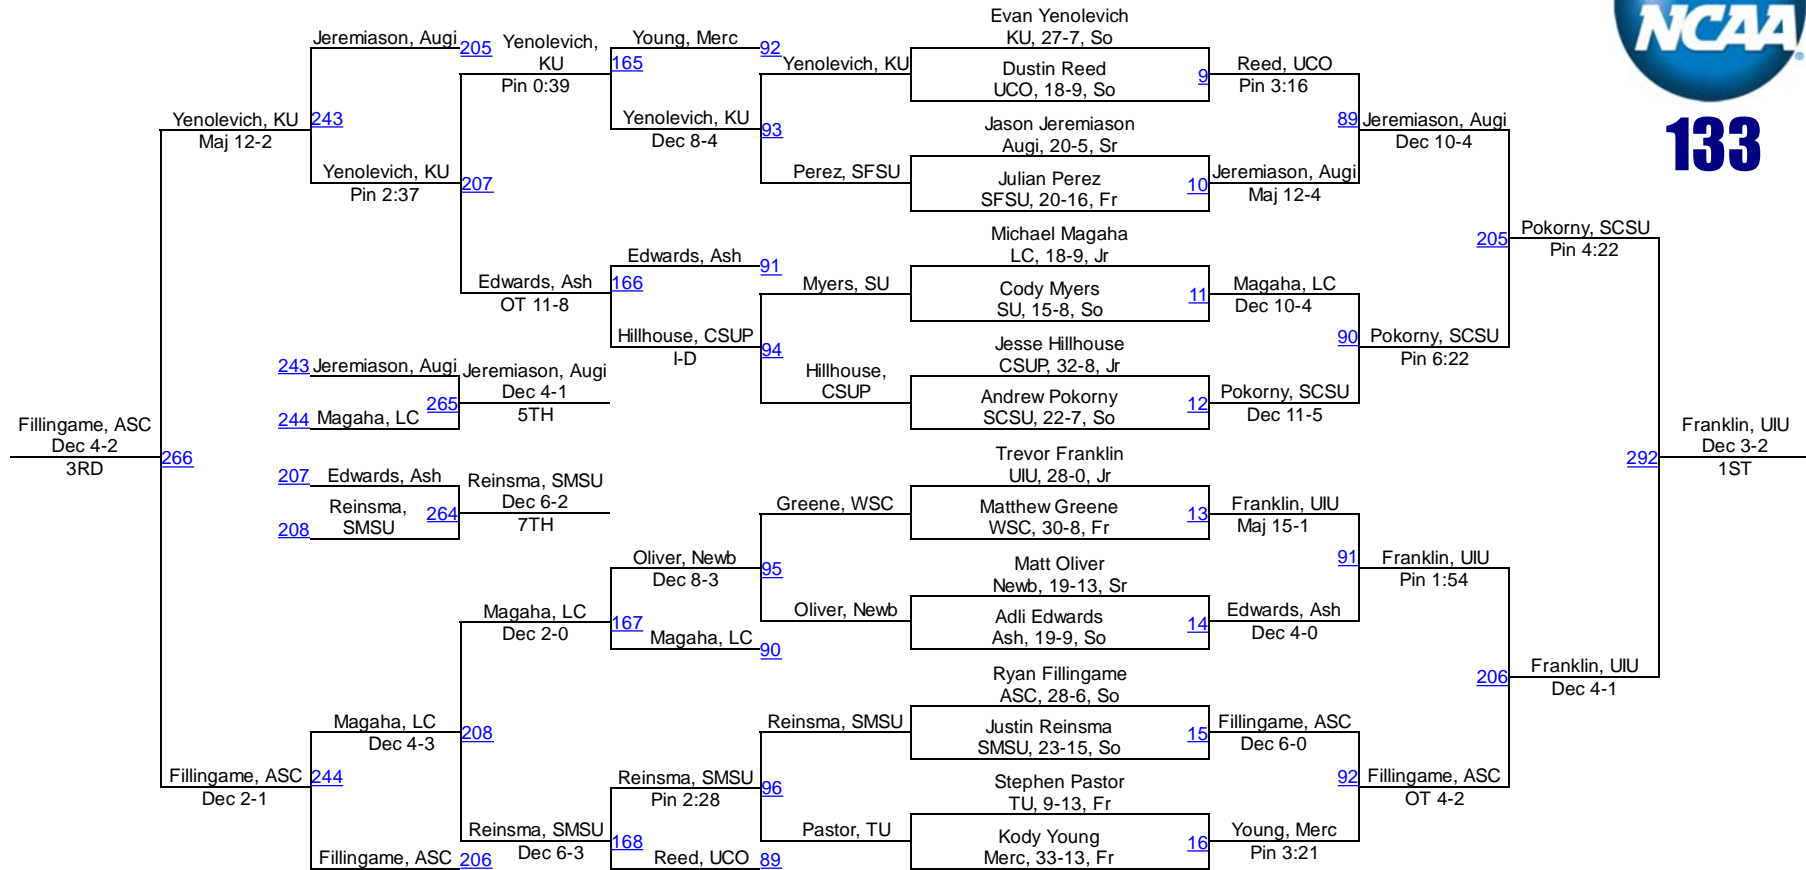 Evan Yenolevich
KU, 27-7, So
Dustin Reed
UCO, 18-9, So
9
Jason Jeremiason
Augi, 20-5, Sr
Julian Perez
SFSU, 20-16, Fr
10
Michael Magaha
LC, 18-9, Jr
Cody Myers
SU, 15-8, So
11
Jesse Hillhouse
CSUP, 32-8, Jr
Andrew Pokorny
SCSU, 22-7, So
12
Trevor Franklin
UIU, 28-0, Jr
Matthew Greene
WSC, 30-8, Fr
13
Matt Oliver
Newb, 19-13, Sr
Adli Edwards
Ash, 19-9, So
14
Ryan Fillingame
ASC, 28-6, So
Justin Reinsma
SMSU, 23-15, So
15
Stephen Pastor
TU, 9-13, Fr
Kody Young
Merc, 33-13, Fr
16
Reed, UCO
Pin 3:16
89
Jeremiason, Augi
Maj 12-4
Magaha, LC
Dec 10-4
90
Pokorny, SCSU
Dec 11-5
Franklin, UIU
Maj 15-1
91
Edwards, Ash
Dec 4-0
Fillingame, ASC
Dec 6-0
92
Young, Merc
Pin 3:21
Jeremiason, Augi
Dec 10-4
205
Pokorny, SCSU
Pin 6:22
Franklin, UIU
Pin 1:54
206
Fillingame, ASC
OT 4-2
Pokorny, SCSU
Pin 4:22
292
Franklin, UIU
Dec 4-1
Franklin, UIU
Dec 3-2
1ST
NCAA
133
Yenolevich, KU
93
Perez, SFSU
Myers, SU
94
Hillhouse,
CSUP
Greene, WSC
95
Oliver, Newb
Reinsma, SMSU
96
Pastor, TU
Young, Merc
92
165
Yenolevich, KU
Dec 8-4
Edwards, Ash
91
166
Hillhouse, CSUP
I-D
Oliver, Newb
Dec 8-3
167
Magaha, LC
90
Reinsma, SMSU
Pin 2:28
168
Reed, UCO
89
Yenolevich,
KU
Pin 0:39
207
Edwards, Ash
OT 11-8
Magaha, LC
Dec 2-0
208
Reinsma, SMSU
Dec 6-3
Jeremiason, Augi
205
243
Yenolevich, KU
Pin 2:37
Magaha, LC
Dec 4-3
244
Fillingame, ASC
206
Yenolevich, KU
Maj 12-2
266
Fillingame, ASC
Dec 2-1
Fillingame, ASC
Dec 4-2
3RD
243
Jeremiason, Augi
265
244
Magaha, LC
Jeremiason, Augi
Dec 4-1
5TH
207
Edwards, Ash
264
208
Reinsma,
SMSU
Reinsma, SMSU
Dec 6-2
7TH